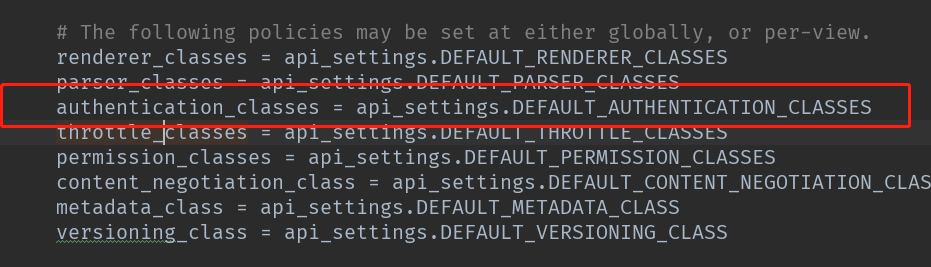 # The following policies may be set at either globally, or per-view.
renderer_classes = api_settings.DEFAULT_RENDERER_CLASSES
parser_classes = api_settings.DEFAULT_PARSER_CLASSES
authentication_classes = api_settings.DEFAULT_AUTHENTICATION_CLASSES
throttle_classes = api_settings.DEFAULT_THROTTLE_CLASSES
permission_classes = api_settings.DEFAULT_PERMISSION_CLASSES
content_negotiation_class = api_settings.DEFAULT_CONTENT_NEGOTIATION_CLAS
metadata_class = api_settings.DEFAULT_METADATA_CLASS
versioning_class = api_settings.DEFAULT_VERSIONING_CLASS